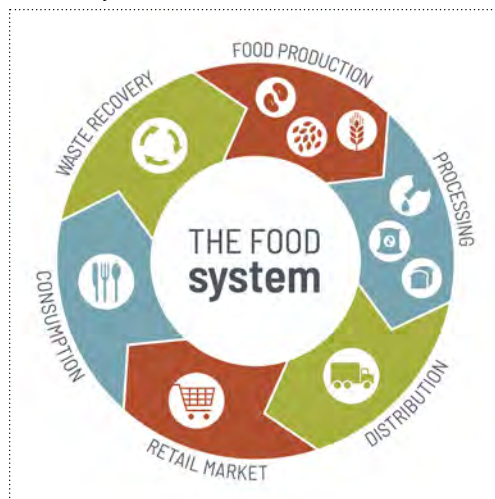 THE FOOD
system
FOOD PRODUCTION
PROCESSING
DISTRIBUTION
RETAIL MARKET
CONSUMPTION
WASTE RECOVERY